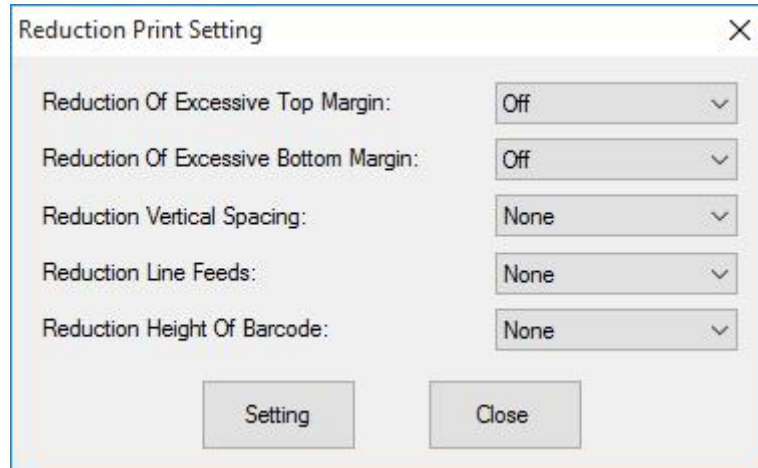 Reduction Print Setting
Reduction Of Excessive Top Margin: Off
Reduction Of Excessive Bottom Margin: Off
Reduction Vertical Spacing: None
Reduction Line Feeds: None
Reduction Height Of Barcode: None
Setting Close